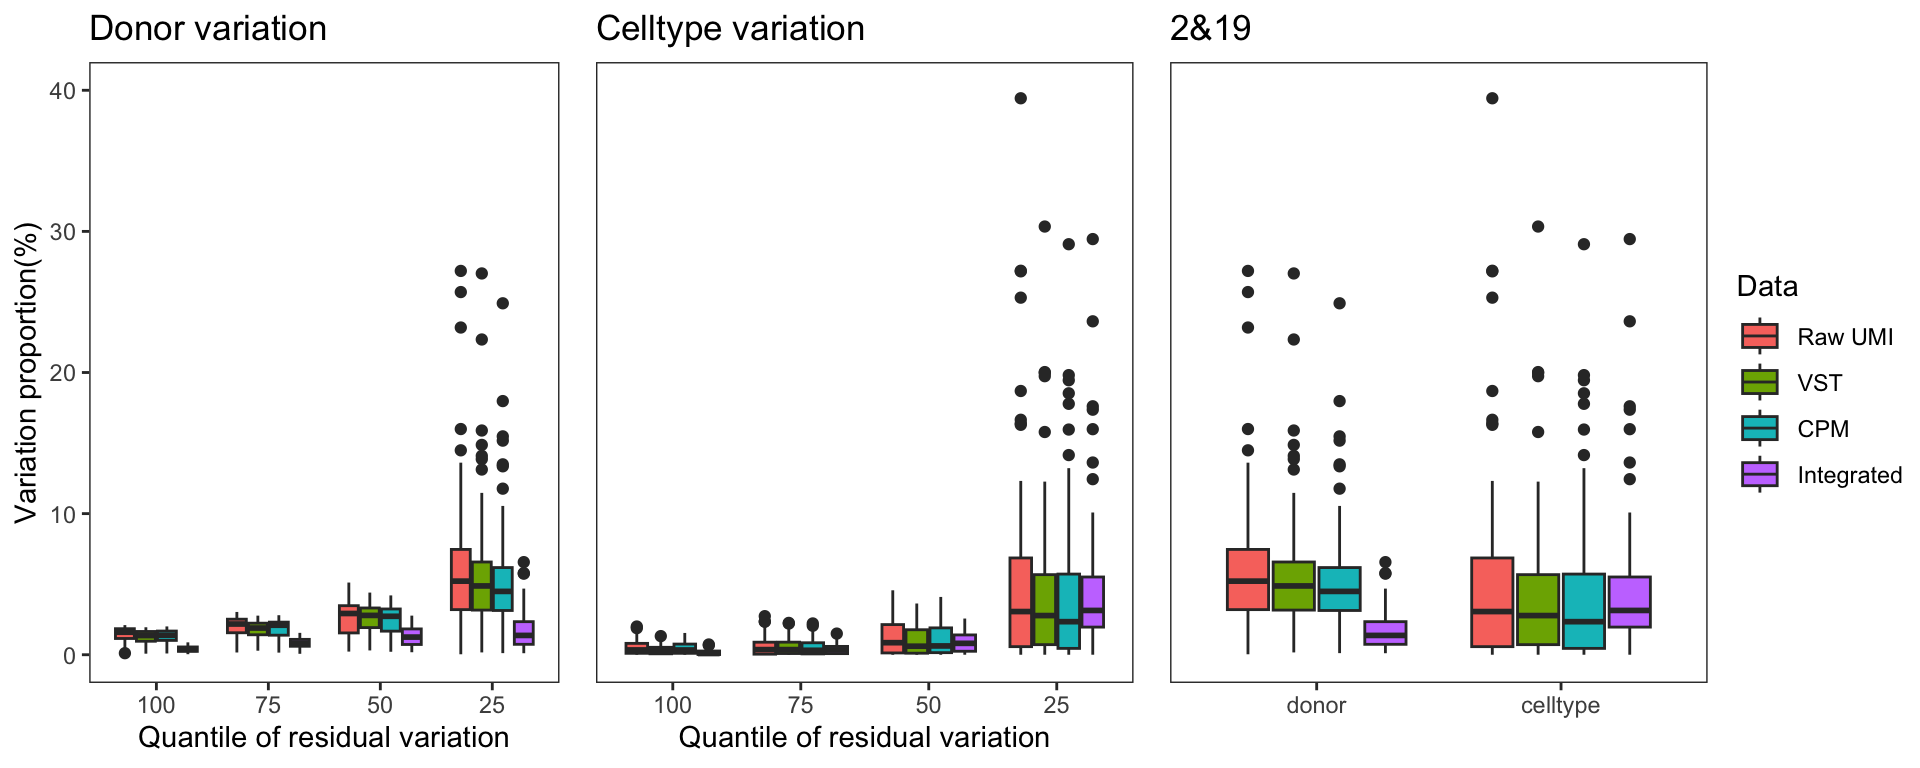 Donor variation
Celltype variation
2&19
Variation proportion(%)
40
30
20
10
0
100
75
50
25
Quantile of residual variation
100
75
50
25
Quantile of residual variation
donor
celltype
Data
Raw UMI
VST
CPM
Integrated